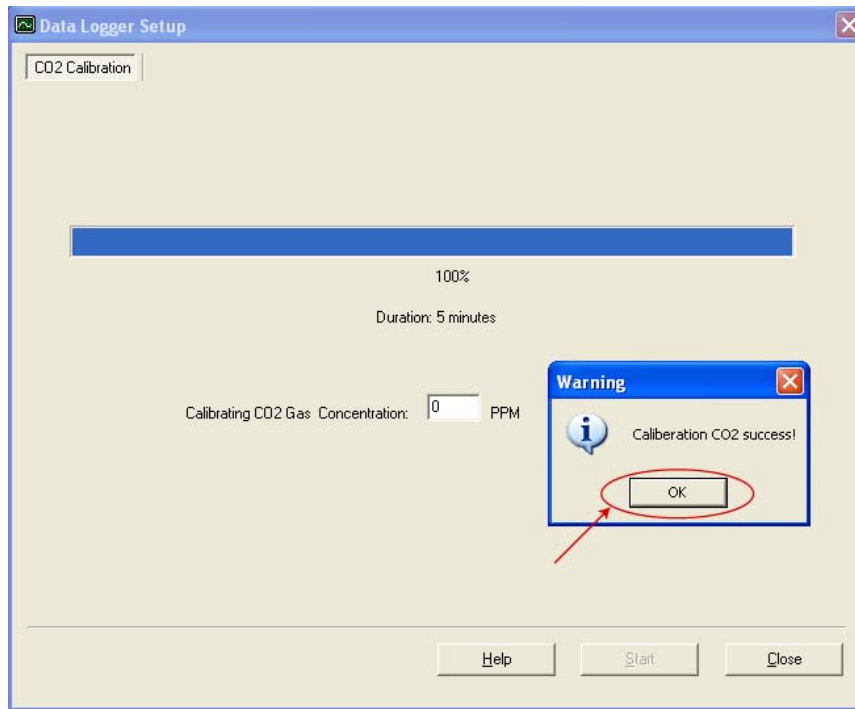 Data Logger Setup
CO2 Calibration
100%
Duration: 5 minutes
Calibrating CO2 Gas Concentration: 0 PPM
Warning
Caliberation CO2 success!
OK
Help Start Close